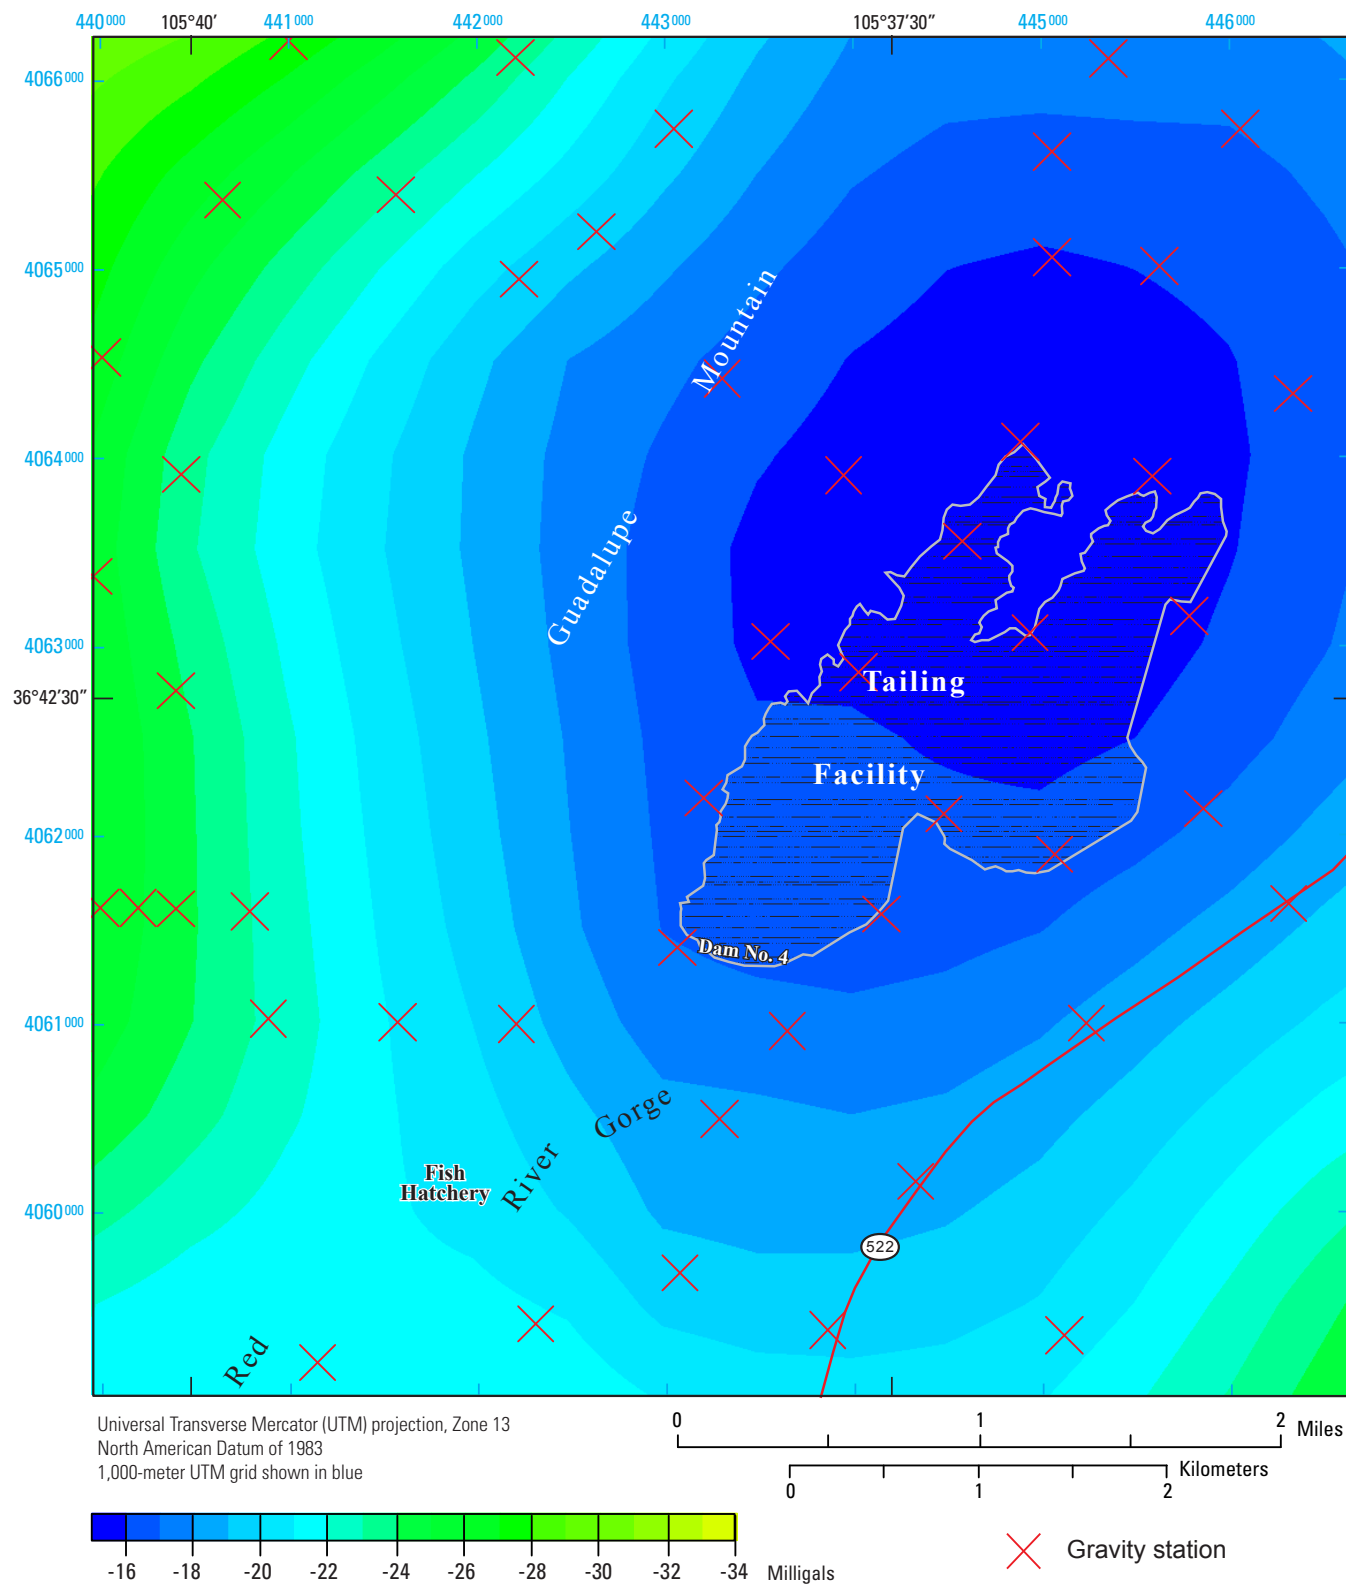 440000 105°40′ 441000 442000 443000 105°37′30″ 445000 446000
4066000
4065000
Mountain
4064000
Guadalupe
4063000
36°42′30″
Tailing
Facility
4062000
Dam No. 4
4061000
Gorge
River
Fish
Hatchery
4060000
522
Red
Universal Transverse Mercator (UTM) projection, Zone 13
North American Datum of 1983
1,000-meter UTM grid shown in blue
0 1 2 Miles
Kilometers
0 1 2
Gravity station
-16 -18 -20 -22 -24 -26 -28 -30 -32 -34 Milligals